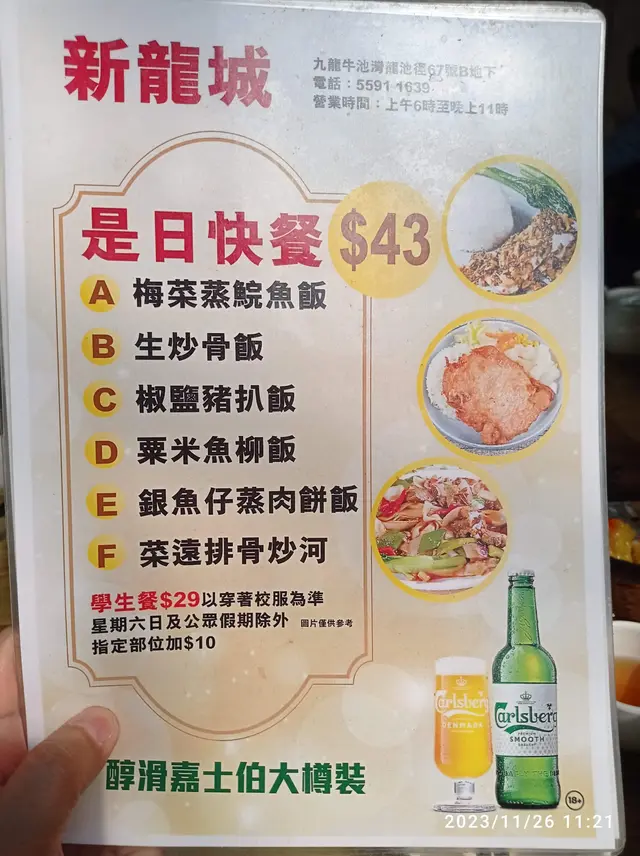 新龍城
九龍牛池灣龍池徑67號B地下
電話：5591 1639
營業時間：上午6時至晚上11時
是日快餐 $43
A 梅菜蒸鯇魚飯
B 生炒骨飯
C 椒鹽豬扒飯
D 粟米魚柳飯
E 銀魚仔蒸肉餅飯
F 菜遠排骨炒河
學生餐$29以穿著校服為準
星期六日及公眾假期除外 圖片僅供參考
指定部位加$10
Carlsberg
DENMARK
Carlsberg
SMOOTH
醇滑嘉士伯大樽裝
18+
2023/11/26 11:21